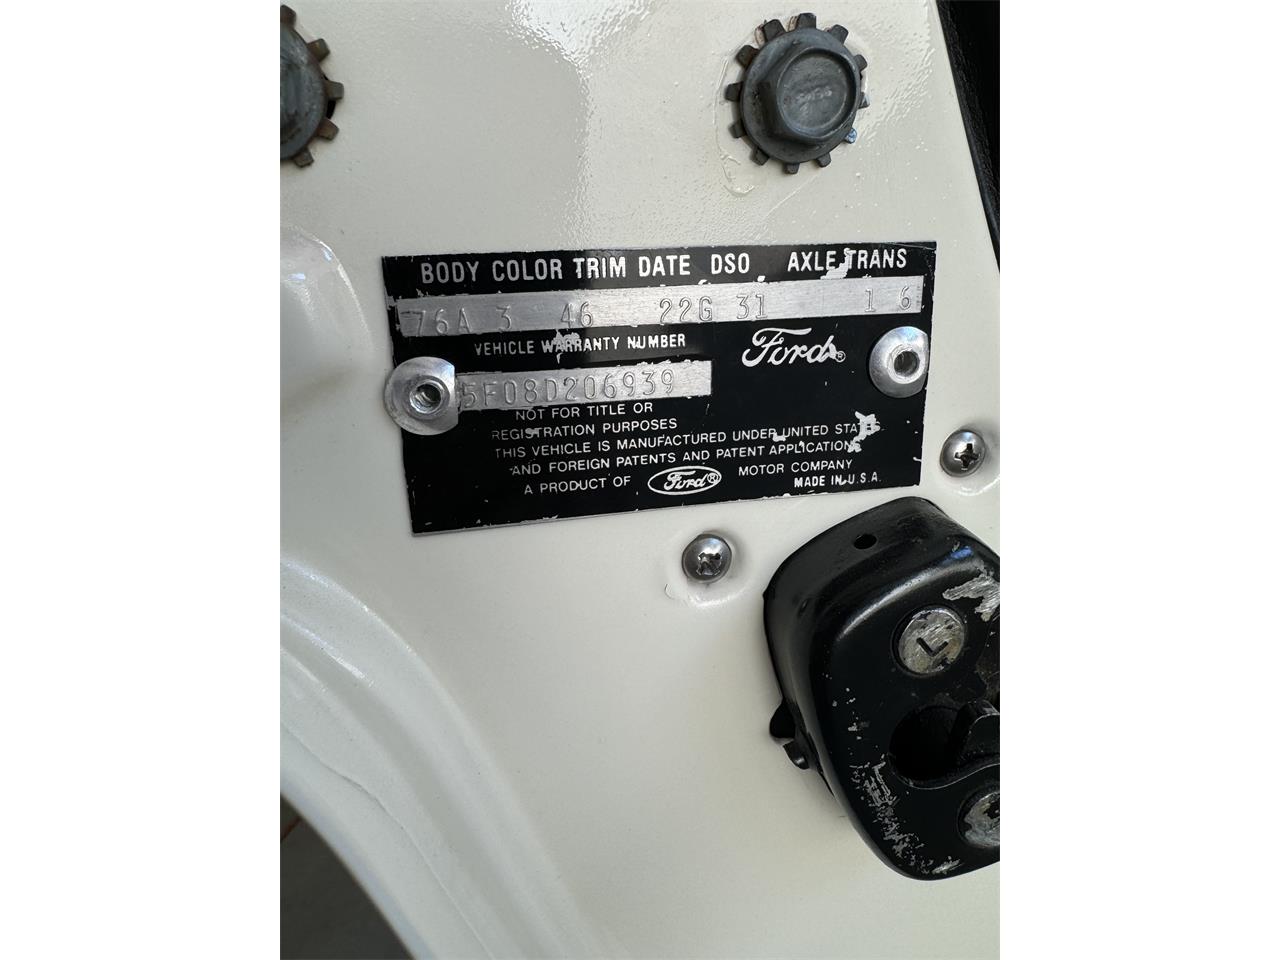 BODY COLOR TRIM DATE DSO AXLE TRANS
76A 3 46 22G 31 1 6
VEHICLE WARRANTY NUMBER
Ford®
5F08D206939
NOT FOR TITLE OR
REGISTRATION PURPOSES
THIS VEHICLE IS MANUFACTURED UNDER UNITED STATES
AND FOREIGN PATENTS AND PATENT APPLICATIONS
A PRODUCT OF Ford® MOTOR COMPANY
MADE IN U.S.A.
L